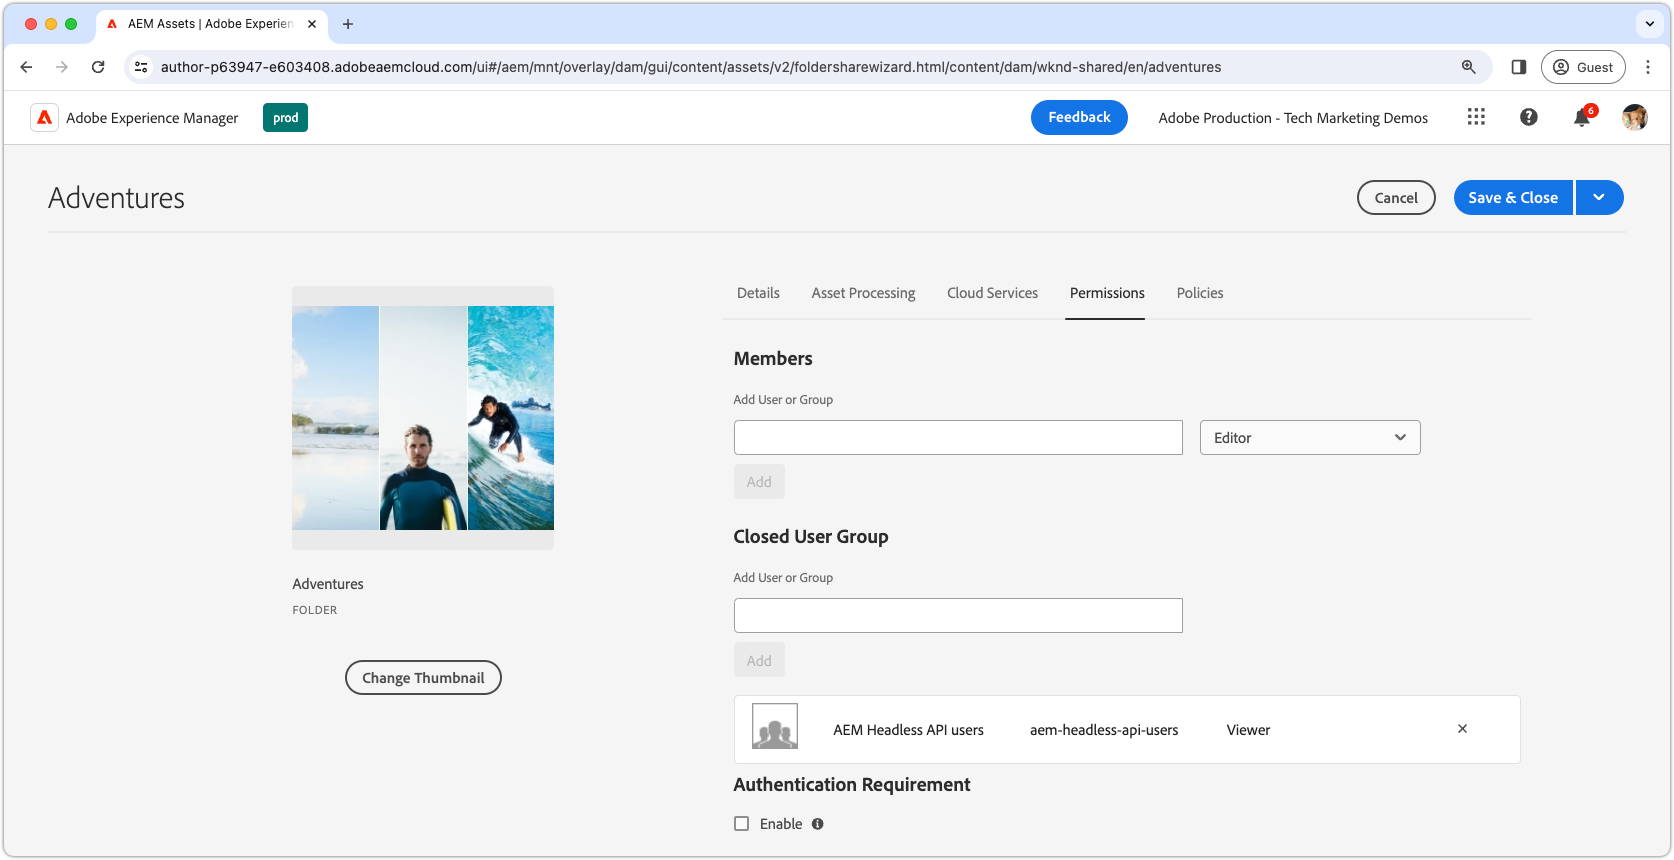 AEM Assets | Adobe Experien
author-p63947-e603408.adobeaemcloud.com/ui#/aem/mnt/overlay/dam/gui/content/assets/v2/foldersharewizard.html/content/dam/wknd-shared/en/adventures
Guest
Adobe Experience Manager
prod
Feedback
Adobe Production - Tech Marketing Demos
6
Adventures
Cancel
Save & Close
Details
Asset Processing
Cloud Services
Permissions
Policies
Members
Add User or Group
Editor
Add
Closed User Group
Add User or Group
Add
AEM Headless API users
aem-headless-api-users
Viewer
Authentication Requirement
Enable
Adventures
FOLDER
Change Thumbnail